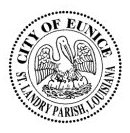 CITY OF EUNICE
ST. LANDRY PARISH, LOUISIANA